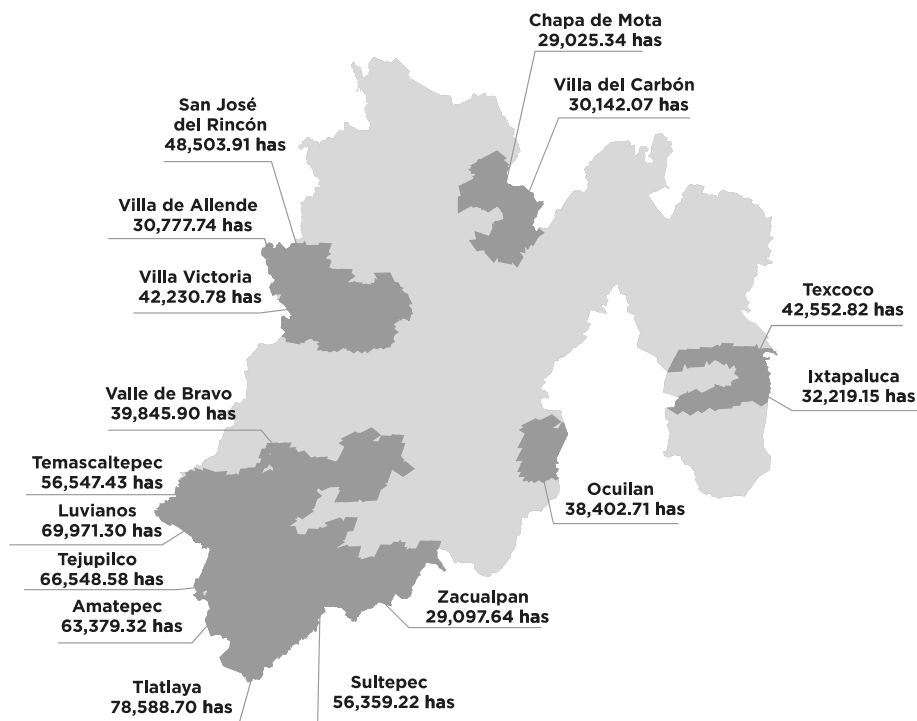 Chapa de Mota
29,025.34 has
Villa del Carbón
30,142.07 has
San José
del Rincón
48,503.91 has
Villa de Allende
30,777.74 has
Villa Victoria
42,230.78 has
Texcoco
42,552.82 has
Ixtapaluca
32,219.15 has
Valle de Bravo
39,845.90 has
Temascaltepec
56,547.43 has
Luvianos
69,971.30 has
Tejupilco
66,548.58 has
Amatepec
63,379.32 has
Ocuilan
38,402.71 has
Zacualpan
29,097.64 has
Tlatlaya
78,588.70 has
Sultepec
56,359.22 has